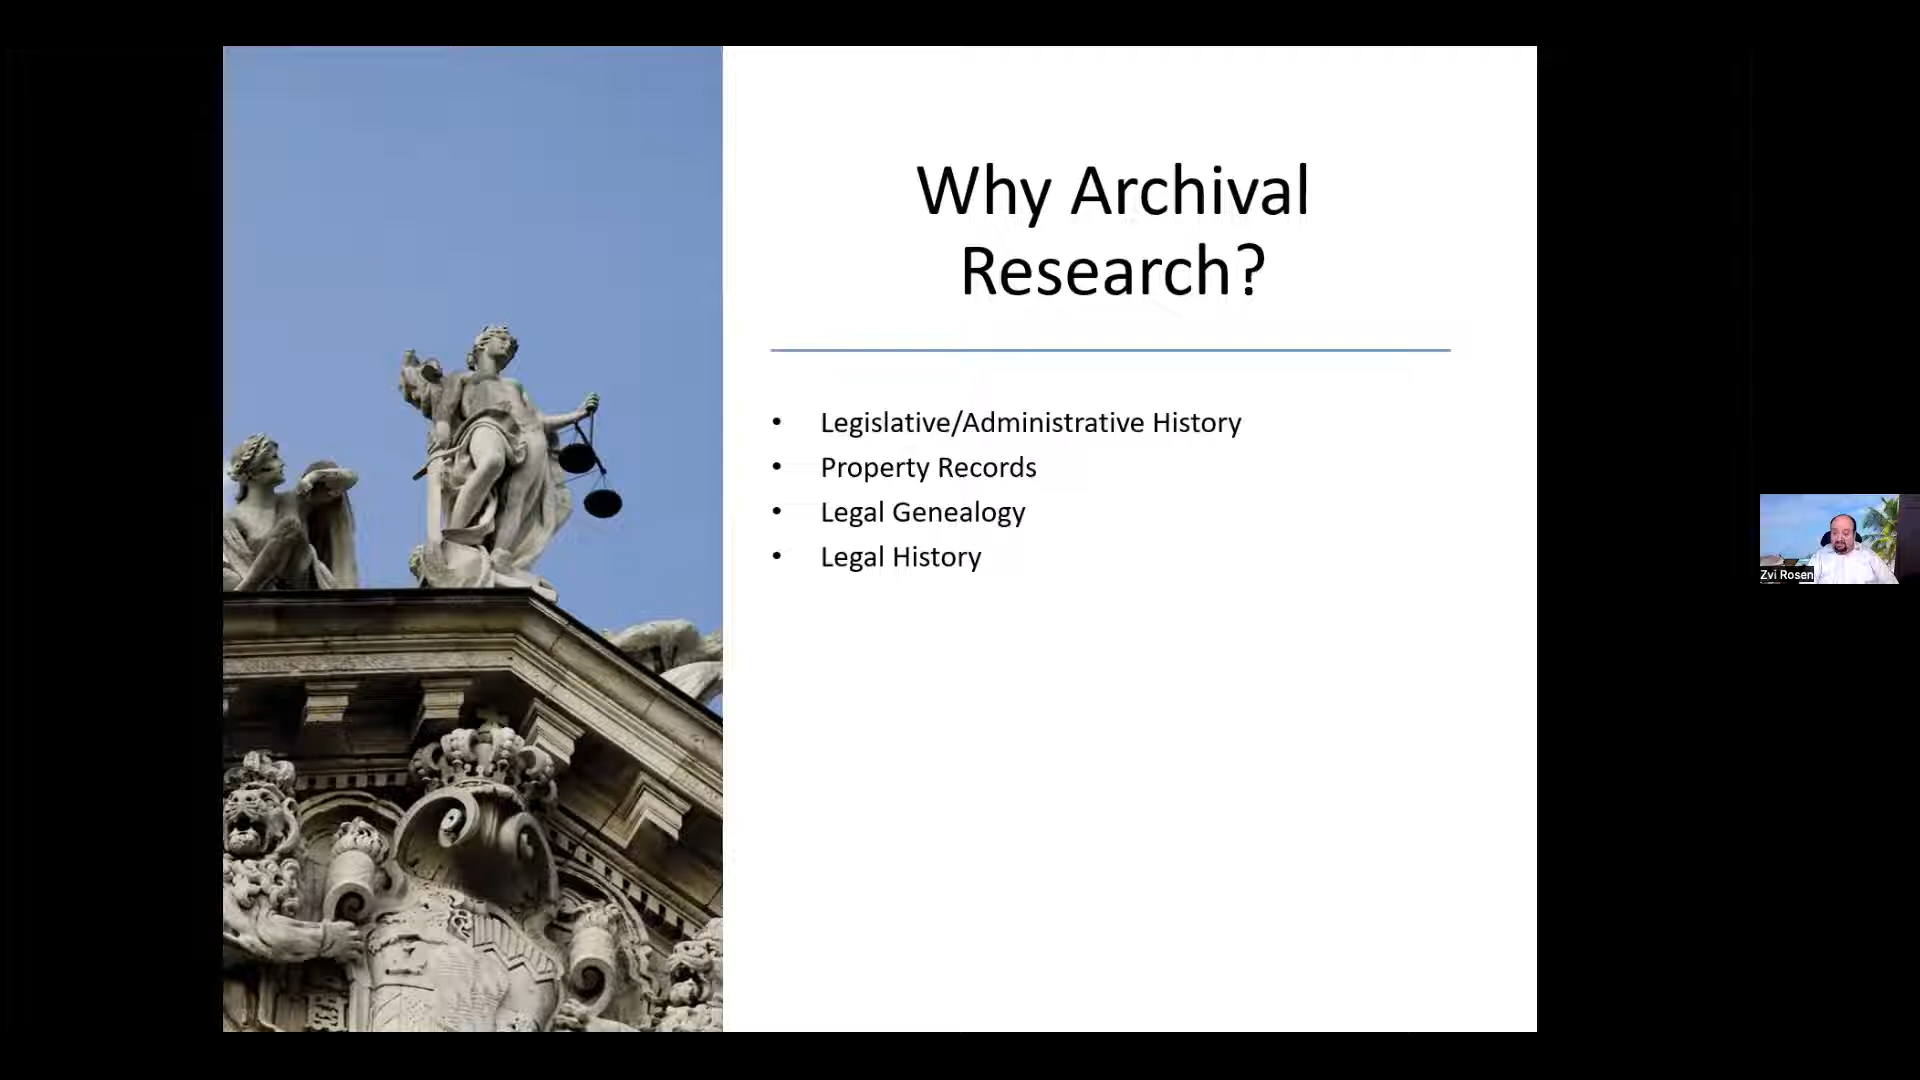 Why Archival
Research?
• Legislative/Administrative History
• Property Records
• Legal Genealogy
• Legal History
Zvi Rosen